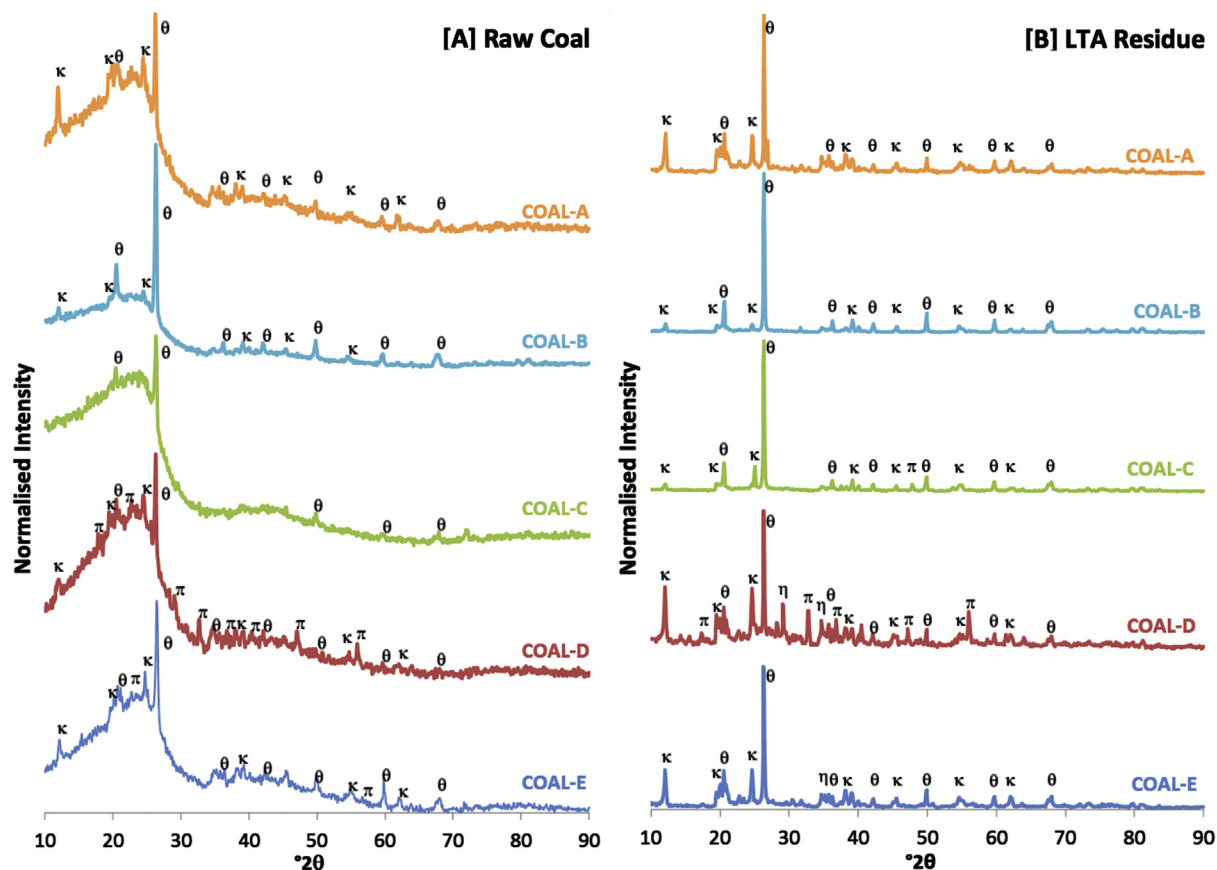 [A] Raw Coal
θ
κ θ κ
κ
θ κ θ κ θ κ θ κ θ
COAL-A
θ
θ
κ κ κ
θ κ θ κ θ κ θ θ
COAL-B
θ θ
θ θ θ
COAL-C
κ π κ θ π κ θ
π π θ π κ π θ π θ κ π θ κ θ
COAL-D
κ κ θ π κ θ
θ κ θ θ κ π θ κ θ
COAL-E
Normalised Intensity
10 20 30 40 50 60 70 80 90
°2θ
[B] LTA Residue
θ
κ κ θ κ θ κ θ κ θ κ θ κ θ
COAL-A
θ
κ κ θ κ θ κ θ κ θ κ θ κ θ
COAL-B
θ
κ κ θ κ θ κ θ κ π θ κ θ κ θ
COAL-C
θ
κ π κ θ κ η π η θ π κ θ κ π θ κ π θ κ θ
COAL-D
θ
κ κ θ κ η θ κ θ κ θ κ θ κ θ
COAL-E
Normalised Intensity
10 20 30 40 50 60 70 80 90
°2θ